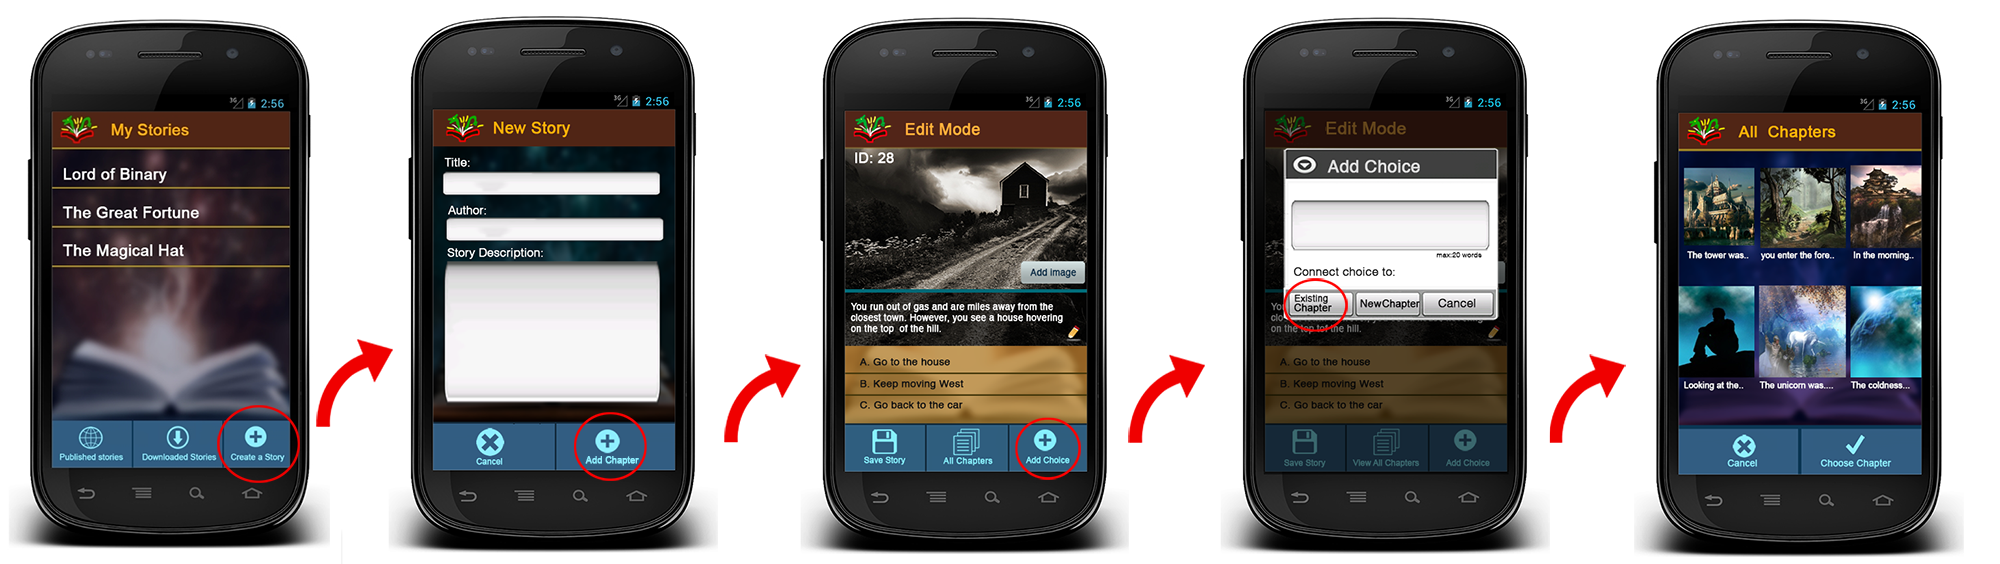 3G 2:56
My Stories
Lord of Binary
The Great Fortune
The Magical Hat
Published stories
Downloaded Stories
Create a Story
3G 2:56
New Story
Title:
Author:
Story Description:
Cancel
Add Chapter
3G 2:56
Edit Mode
ID: 28
Add image
You run out of gas and are miles away from the
closest town. However, you see a house hovering
on the top of the hill.
A. Go to the house
B. Keep moving West
C. Go back to the car
Save Story
All Chapters
Add Choice
3G 2:56
Edit Mode
Add Choice
max:20 words
Connect choice to:
Existing
Chapter
NewChapter
Cancel
You
clo
on the top tof the hill.
A. Go to the house
B. Keep moving West
C. Go back to the car
Save Story
View All Chapters
Add Choice
3G 2:56
All Chapters
The tower was..
you enter the fore..
In the morning..
Looking at the..
The unicorn was....
The coldness...
Cancel
Choose Chapter